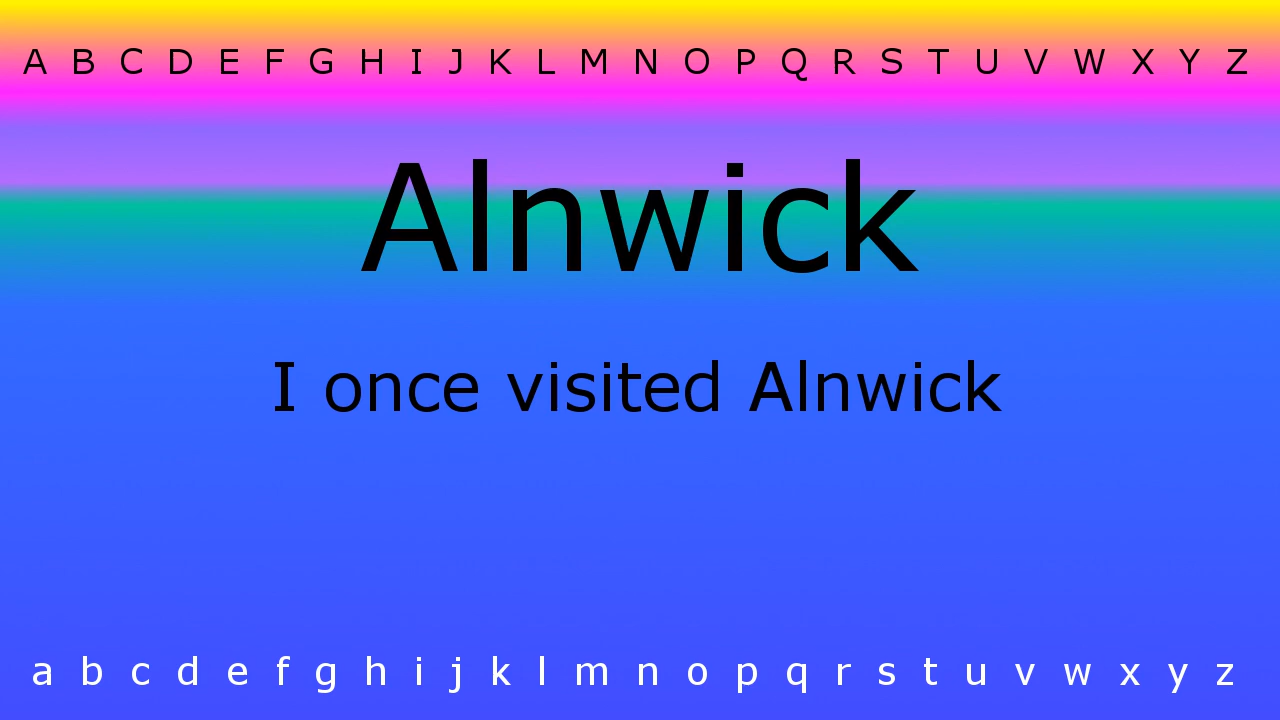 A B C D E F G H I J K L M N O P Q R S T U V W X Y Z
Alnwick
I once visited Alnwick
a b c d e f g h i j k l m n o p q r s t u v w x y z